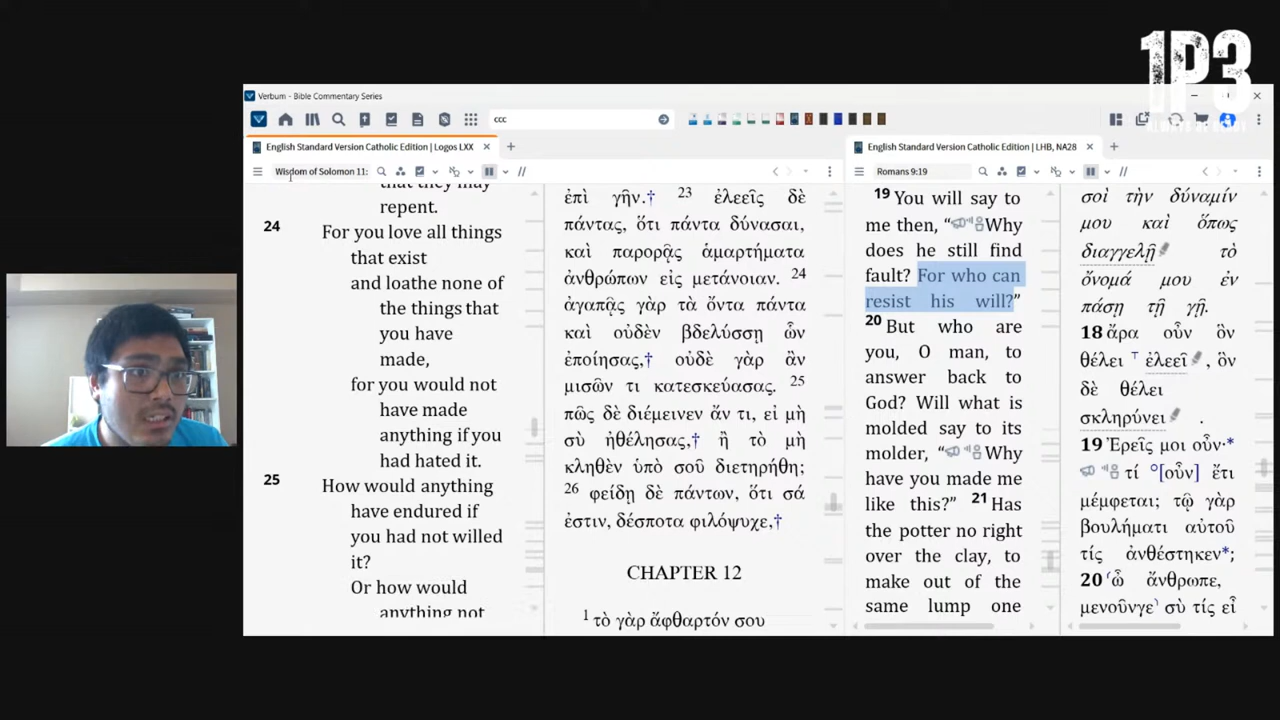 1P3
ALWAYS BE READY
Verbum - Bible Commentary Series
ccc
English Standard Version Catholic Edition | Logos LXX
English Standard Version Catholic Edition | LHB, NA28
Wisdom of Solomon 11:
Romans 9:19
that they may
repent.
24 For you love all things
that exist
and loathe none of
the things that
you have
made,
for you would not
have made
anything if you
had hated it.
25 How would anything
have endured if
you had not willed
it?
Or how would
anything not
ἐπὶ γῆν.† 23 ἐλεεῖς δὲ
πάντας, ὅτι πάντα δύνασαι,
καὶ παρορᾷς ἁμαρτήματα
ἀνθρώπων εἰς μετάνοιαν. 24
ἀγαπᾷς γὰρ τὰ ὄντα πάντα
καὶ οὐδὲν βδελύσσῃ ὧν
ἐποίησας,† οὐδὲ γὰρ ἂν
μισῶν τι κατεσκεύασας. 25
πῶς δὲ διέμεινεν ἄν τι, εἰ μὴ
σὺ ἠθέλησας,† ἢ τὸ μὴ
κληθὲν ὑπὸ σοῦ διετηρήθη;
26 φείδῃ δὲ πάντων, ὅτι σά
ἐστιν, δέσποτα φιλόψυχε,†
CHAPTER 12
1 τὸ γὰρ ἄφθαρτόν σου
19 You will say to
me then, “Why
does he still find
fault? For who can
resist his will?”
20 But who are
you, O man, to
answer back to
God? Will what is
molded say to its
molder, “Why
have you made me
like this?” 21 Has
the potter no right
over the clay, to
make out of the
same lump one
σοὶ τὴν δύναμίν
μου καὶ ὅπως
διαγγελῇ τὸ
ὄνομά μου ἐν
πάσῃ τῇ γῇ.
18 ἄρα οὖν ὃν
θέλει ⸆ ἐλεεῖ, ὃν
δὲ θέλει
σκληρύνει.
19 Ἐρεῖς μοι οὖν·*
τί °[οὖν] ἔτι
μέμφεται; τῷ γὰρ
βουλήματι αὐτοῦ
τίς ἀνθέστηκεν*;
20 ⸂ὦ ἄνθρωπε,
μενοῦνγε⸃ σὺ τίς εἶ